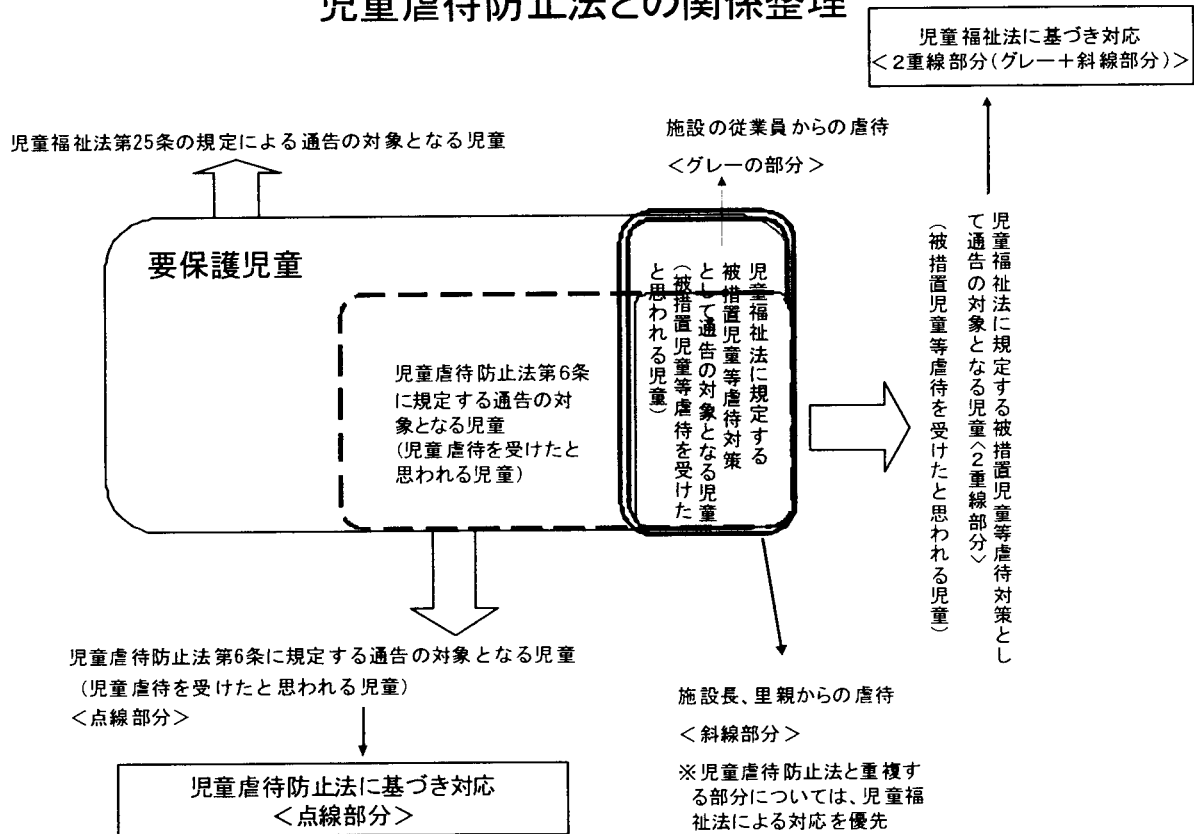 児童虐待防止法との関係整理
児童福祉法に基づき対応
＜2重線部分(グレー＋斜線部分)＞
児童福祉法第25条の規定による通告の対象となる児童
施設の従業員からの虐待
＜グレーの部分＞
要保護児童
児童虐待防止法第6条
に規定する通告の対
象となる児童
(児童虐待を受けたと
思われる児童)
児童福祉法に規定する
被措置児童等虐待対策
として通告の対象となる児童
(被措置児童等虐待を受けた
と思われる児童)
児童福祉法に規定する被措置児童等虐待対策とし
て通告の対象となる児童＜2重線部分＞
(被措置児童等虐待を受けたと思われる児童)
児童虐待防止法第6条に規定する通告の対象となる児童
(児童虐待を受けたと思われる児童)
＜点線部分＞
児童虐待防止法に基づき対応
＜点線部分＞
施設長、里親からの虐待
＜斜線部分＞
※児童虐待防止法と重複す
る部分については、児童福
祉法による対応を優先